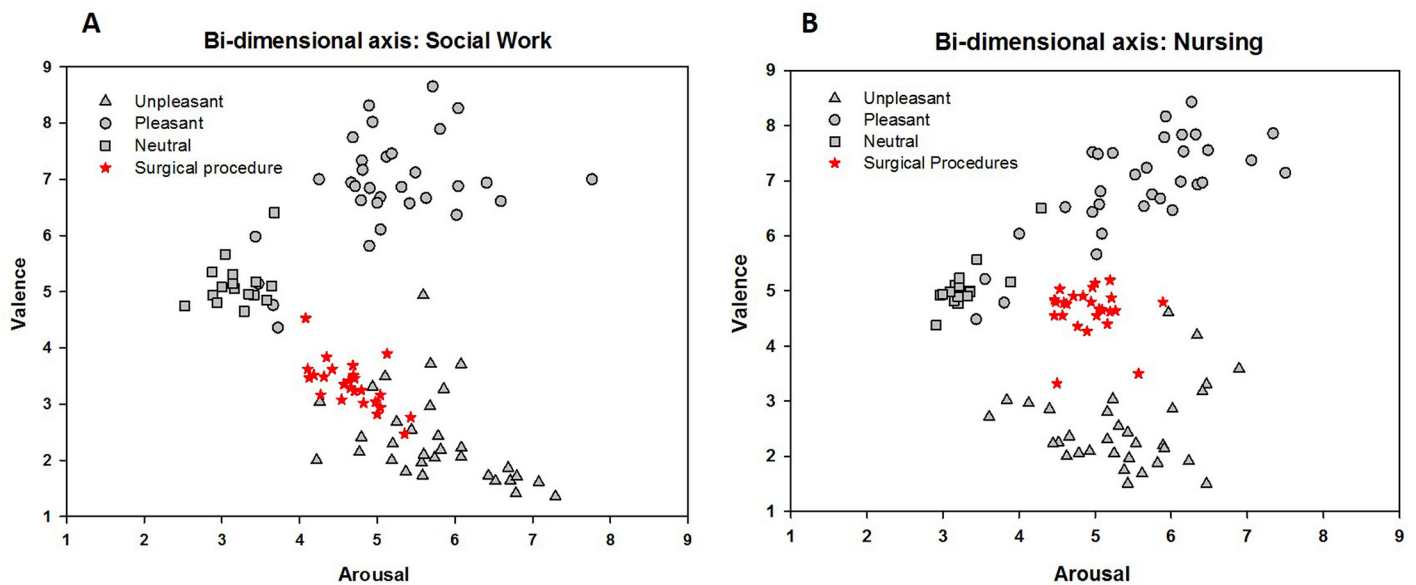 A
Bi-dimensional axis: Social Work
9
8
7
6
5
4
3
2
1
Valence
Unpleasant
Pleasant
Neutral
Surgical procedure
1 2 3 4 5 6 7 8 9
Arousal
B
Bi-dimensional axis: Nursing
9
8
7
6
5
4
3
2
1
Valence
Unpleasant
Pleasant
Neutral
Surgical Procedures
1 2 3 4 5 6 7 8 9
Arousal